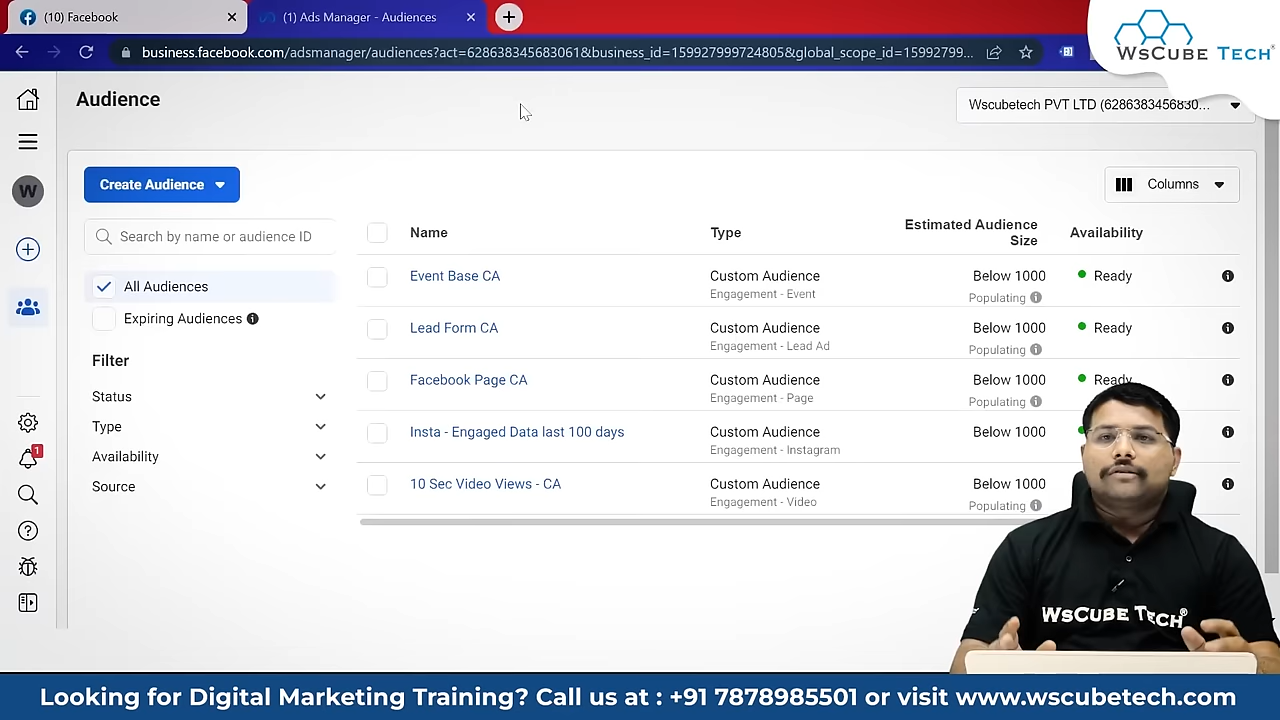 (10) Facebook
(1) Ads Manager - Audiences
business.facebook.com/adsmanager/audiences?act=628638345683061&business_id=159927999724805&global_scope_id=15992799...
WsCube Tech
Audience
Wscubetech PVT LTD (6286383456830...
W
Create Audience
Columns
Search by name or audience ID
Name
Type
Estimated Audience Size
Availability
All Audiences
Expiring Audiences
Filter
Status
Type
Availability
Source
Event Base CA
Custom Audience
Below 1000
Ready
Engagement - Event
Populating
Lead Form CA
Custom Audience
Below 1000
Ready
Engagement - Lead Ad
Populating
Facebook Page CA
Custom Audience
Below 1000
Ready
Engagement - Page
Populating
Insta - Engaged Data last 100 days
Custom Audience
Below 1000
Engagement - Instagram
10 Sec Video Views - CA
Custom Audience
Below 1000
Engagement - Video
Populating
1
WsCube Tech®
Looking for Digital Marketing Training? Call us at : +91 7878985501 or visit www.wscubetech.com